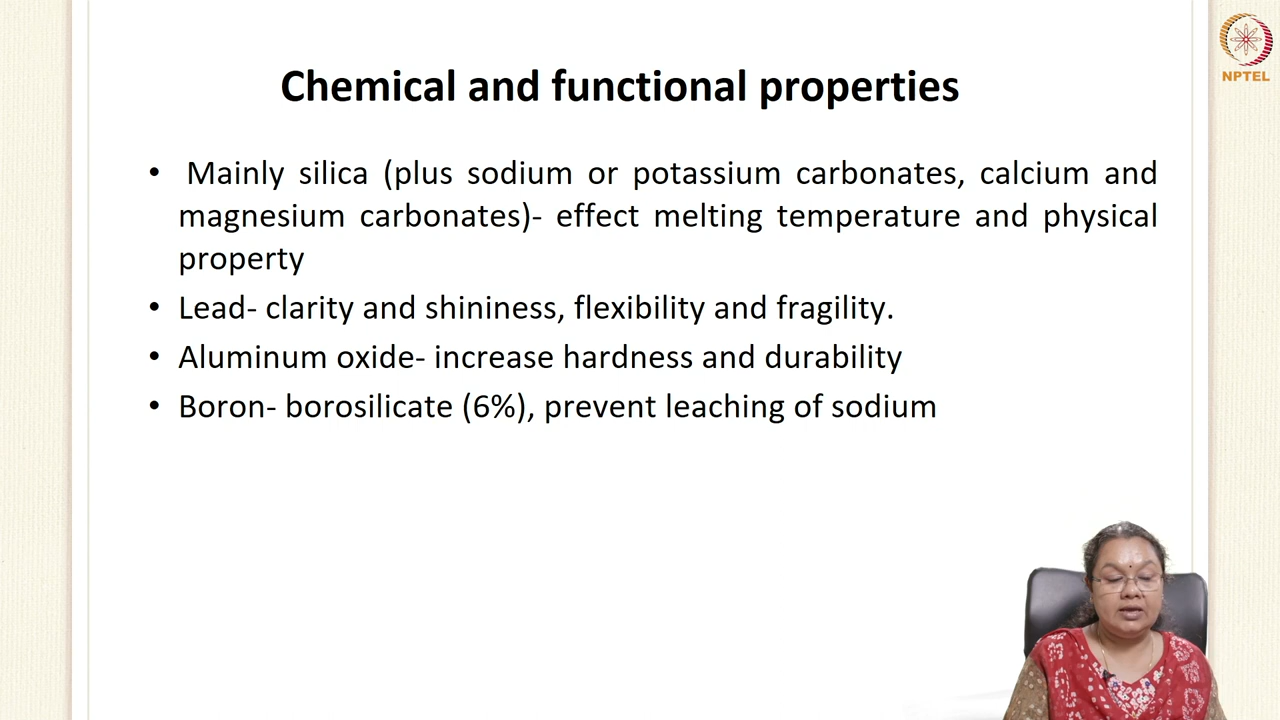 NPTEL
Chemical and functional properties
• Mainly silica (plus sodium or potassium carbonates, calcium and
magnesium carbonates)- effect melting temperature and physical
property
• Lead- clarity and shininess, flexibility and fragility.
• Aluminum oxide- increase hardness and durability
• Boron- borosilicate (6%), prevent leaching of sodium